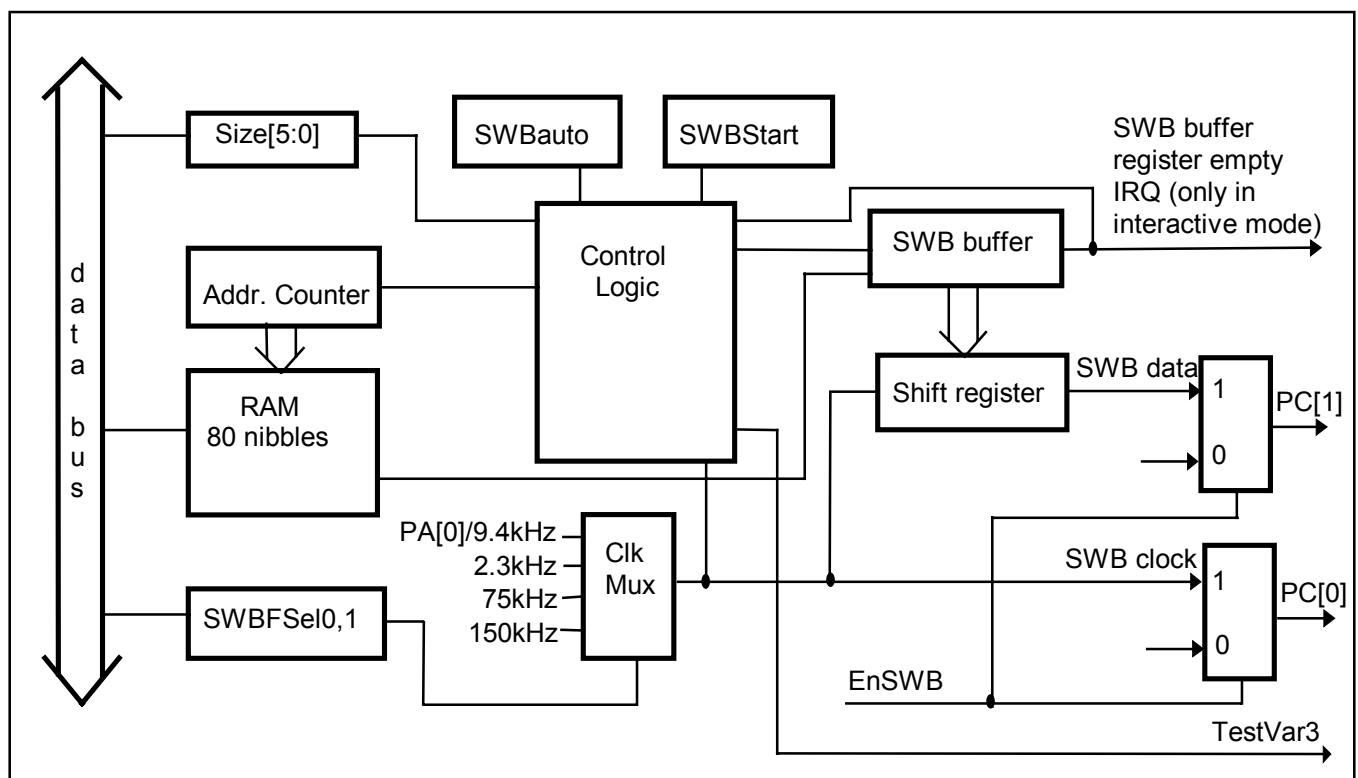 data bus
Size[5:0]
SWBauto
SWBStart
SWB buffer
register empty
IRQ (only in
interactive mode)
Addr. Counter
Control
Logic
SWB buffer
RAM
80 nibbles
Shift register
SWB data
1
0
PC[1]
PA[0]/9.4kHz
2.3kHz
75kHz
150kHz
Clk
Mux
SWB clock
1
0
PC[0]
SWBFSel0,1
EnSWB
TestVar3